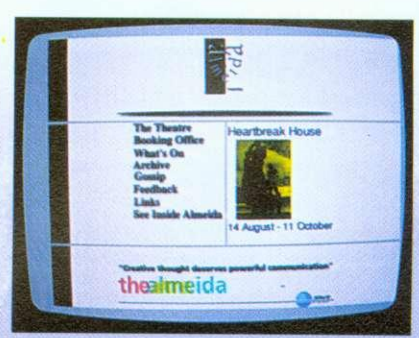 The Theatre
Booking Office
What's On
Archive
Gossip
Feedback
Links
See Inside Almeida
Heartbreak House
14 August - 11 October
"Creative thought deserves powerful communication"
thealmeida